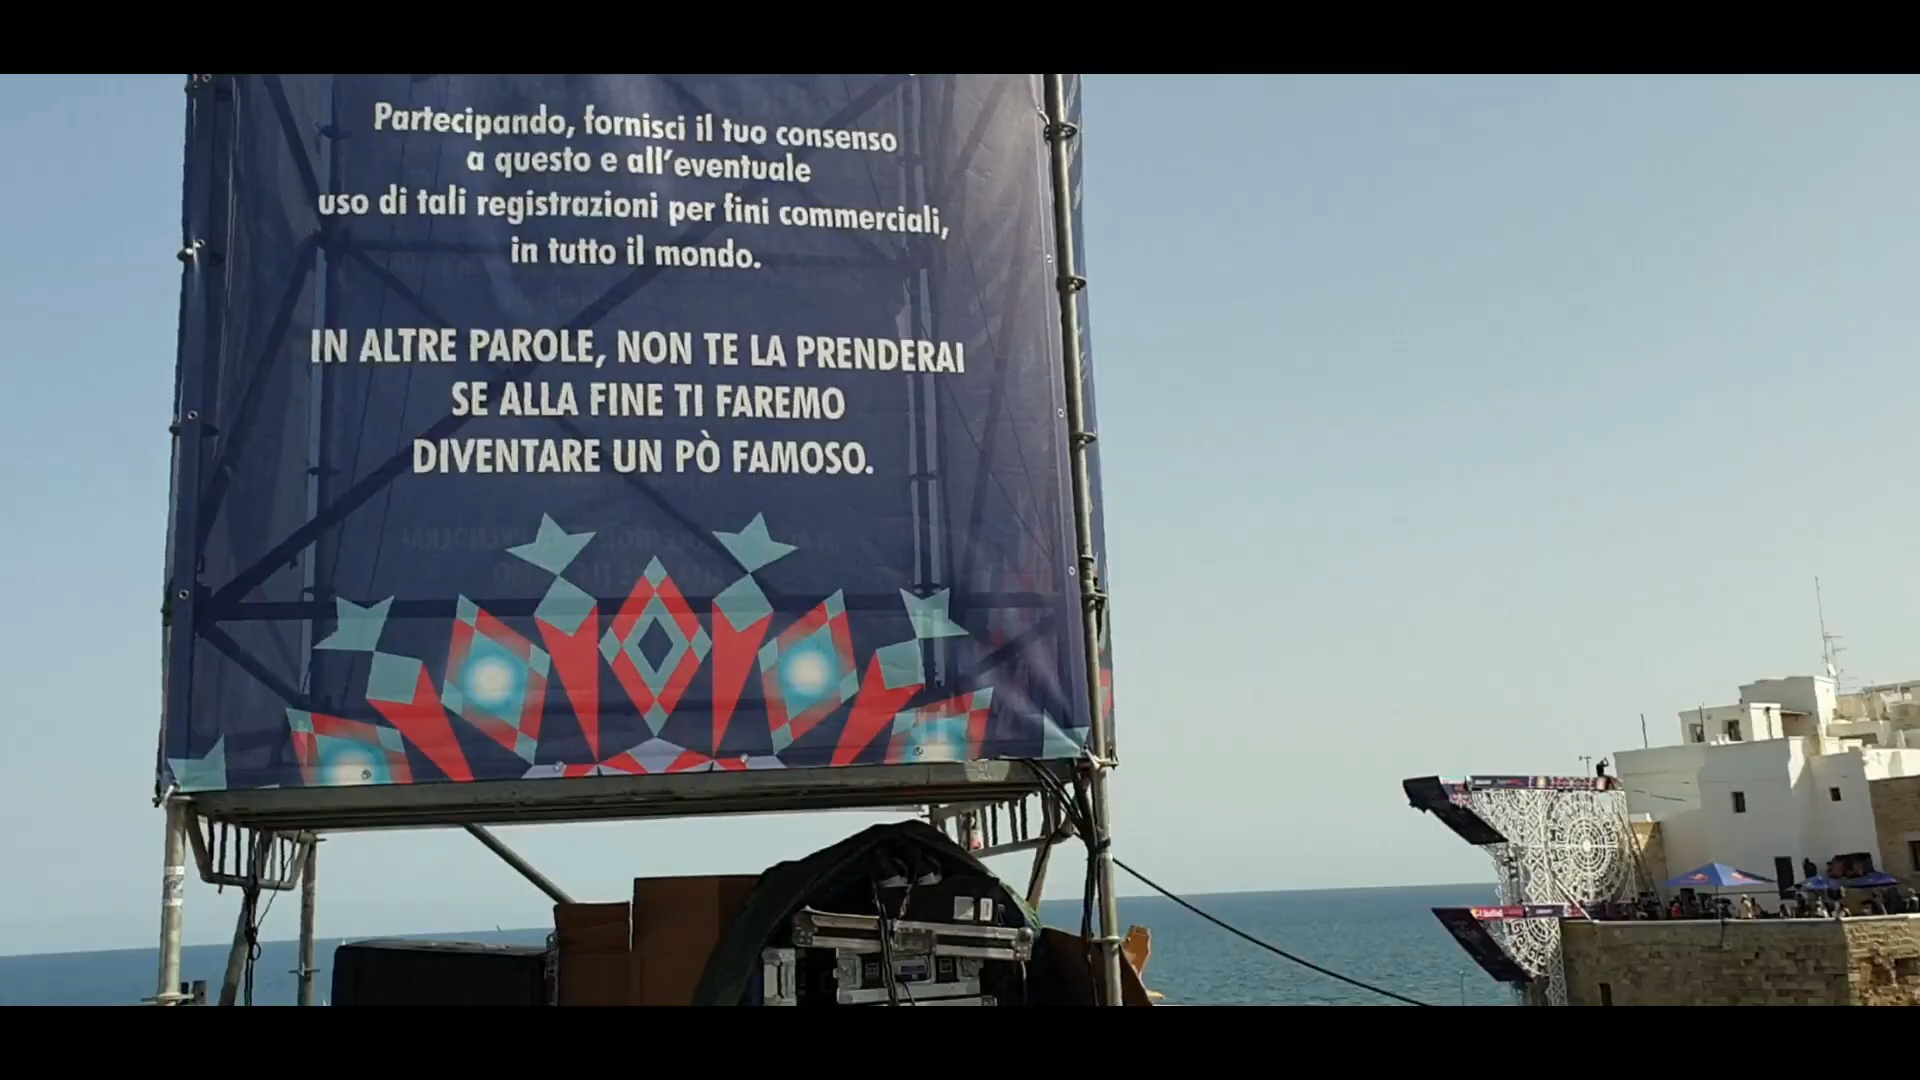 Partecipando, fornisci il tuo consenso
a questo e all'eventuale
uso di tali registrazioni per fini commerciali,
in tutto il mondo.
IN ALTRE PAROLE, NON TE LA PRENDERAI
SE ALLA FINE TI FAREMO
DIVENTARE UN PÒ FAMOSO.